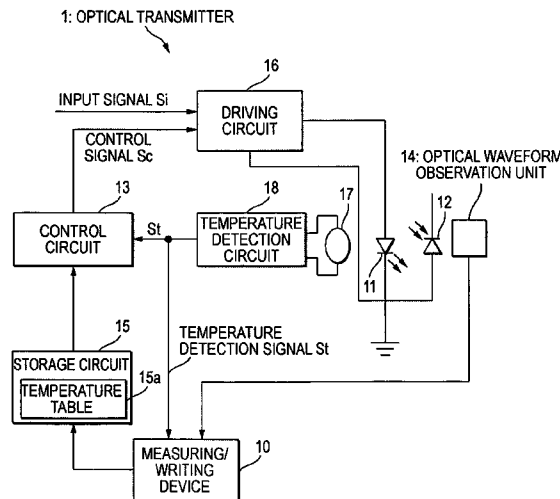 1: OPTICAL TRANSMITTER
16
INPUT SIGNAL Si
DRIVING
CIRCUIT
CONTROL
SIGNAL Sc
14: OPTICAL WAVEFORM
OBSERVATION UNIT
13
18
17
12
CONTROL
CIRCUIT
St
TEMPERATURE
DETECTION
CIRCUIT
11
15
TEMPERATURE
DETECTION SIGNAL St
STORAGE CIRCUIT
15a
TEMPERATURE
TABLE
10
MEASURING/
WRITING
DEVICE